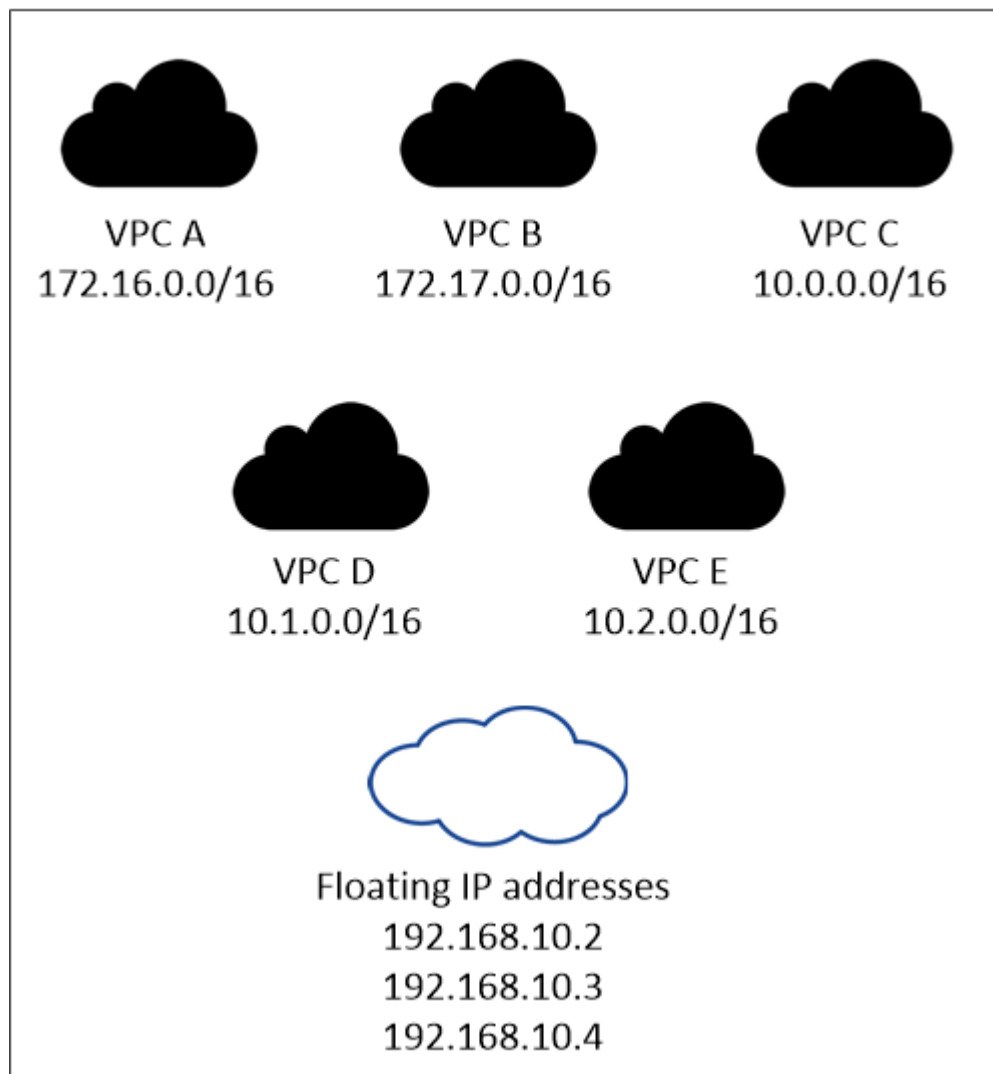 VPC A
172.16.0.0/16
VPC B
172.17.0.0/16
VPC C
10.0.0.0/16
VPC D
10.1.0.0/16
VPC E
10.2.0.0/16
Floating IP addresses
192.168.10.2
192.168.10.3
192.168.10.4